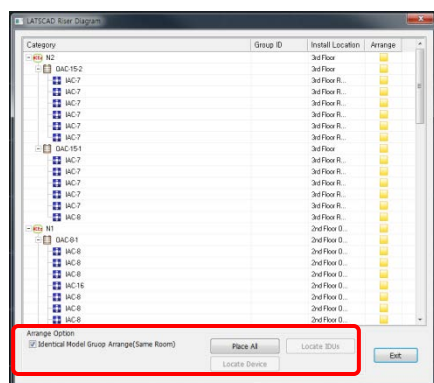 LATSCAD Riser Diagram
Category Group ID Install Location Arrange
N2 3rd Floor
OAC-15-2 3rd Floor
IAC-7 3rd Floor R...
IAC-7 3rd Floor R...
IAC-7 3rd Floor R...
IAC-7 3rd Floor R...
IAC-7 3rd Floor R...
IAC-7 3rd Floor R...
OAC-15-1 3rd Floor
IAC-7 3rd Floor R...
IAC-7 3rd Floor R...
IAC-7 3rd Floor R...
IAC-7 3rd Floor R...
IAC-7 3rd Floor R...
IAC-8 3rd Floor R...
N1 2nd Floor O...
OAC-8-1 2nd Floor O...
IAC-8 2nd Floor O...
IAC-8 2nd Floor O...
IAC-8 2nd Floor O...
IAC-16 2nd Floor O...
IAC-8 2nd Floor O...
IAC-8 2nd Floor O...
IAC-8 2nd Floor O...
Arrange Option
Identical Model Gruop Arrange(Same Room) Place All Locate IDUs
Locate Device
Exit